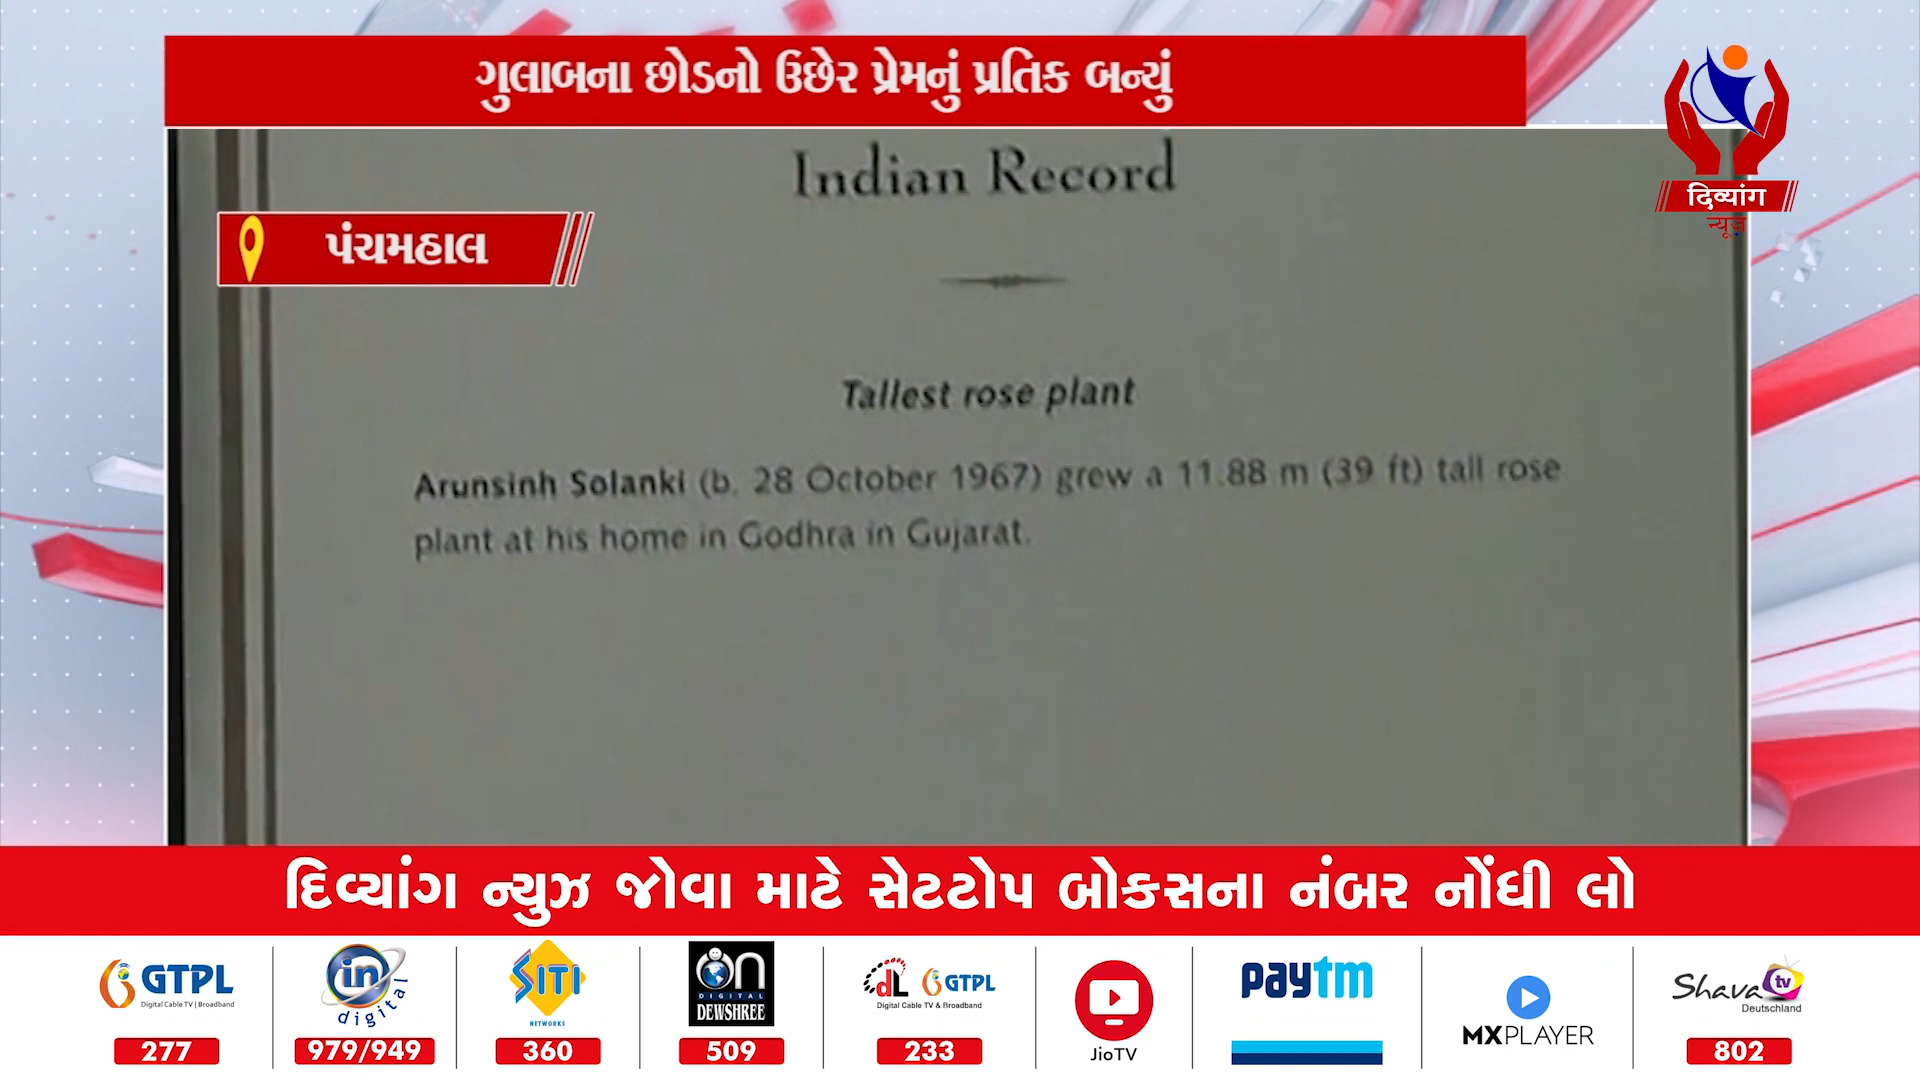 ગુલાબના છોડનો ઉછેર પ્રેમનું પ્રતિક બન્યું
दिव्यांग
न्यूज़
Indian Record
પંચમહાલ
Tallest rose plant
Arunsinh Solanki (b. 28 October 1967) grew a 11.88 m (39 ft) tall rose
plant at his home in Godhra in Gujarat.
દિવ્યાંગ ન્યુઝ જોવા માટે સેટટોપ બોક્સના નંબર નોંધી લો
GTPL
Digital Cable TV | Broadband
277
in digital
979/949
SITI
NETWORKS
360
ON
DIGITAL
DEWSHREE
509
dL GTPL
Digital Cable TV & Broadband
233
JioTV
paytm
MXPLAYER
Shava tv
Deutschland
802